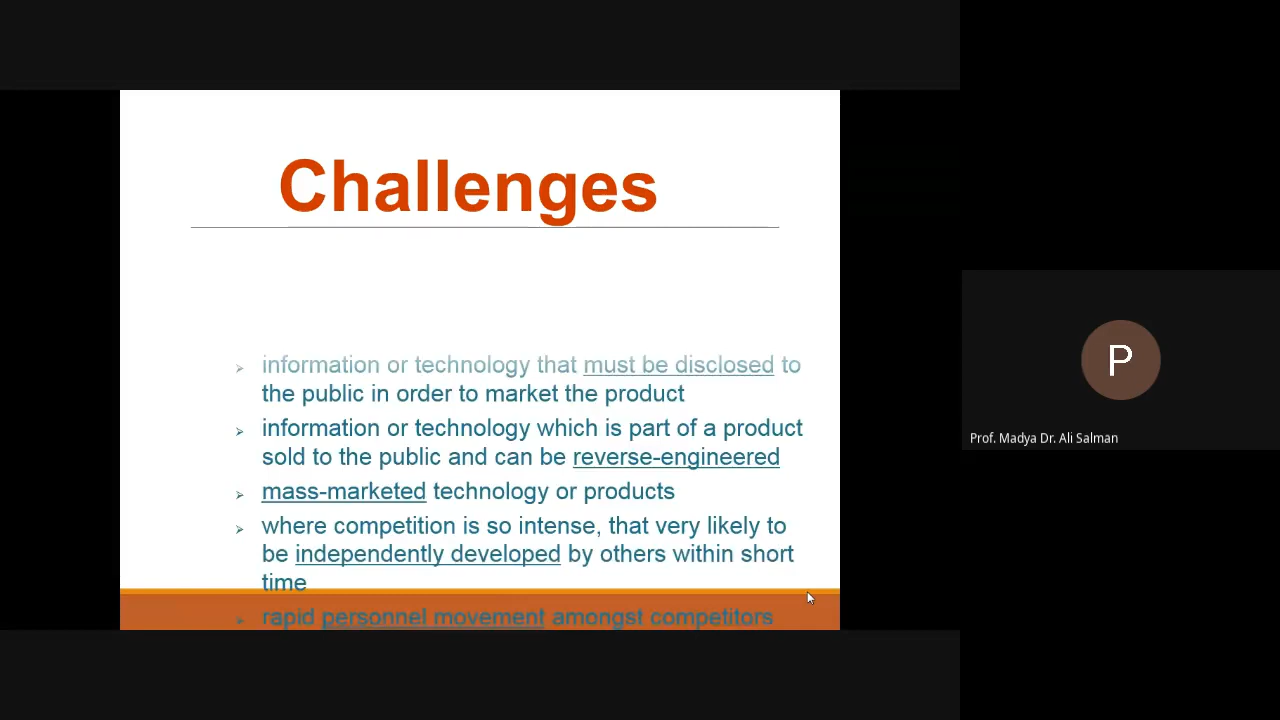 Challenges
information or technology that must be disclosed to
the public in order to market the product
information or technology which is part of a product
sold to the public and can be reverse-engineered
mass-marketed technology or products
where competition is so intense, that very likely to
be independently developed by others within short
time
rapid personnel movement amongst competitors
P
Prof. Madya Dr. Ali Salman